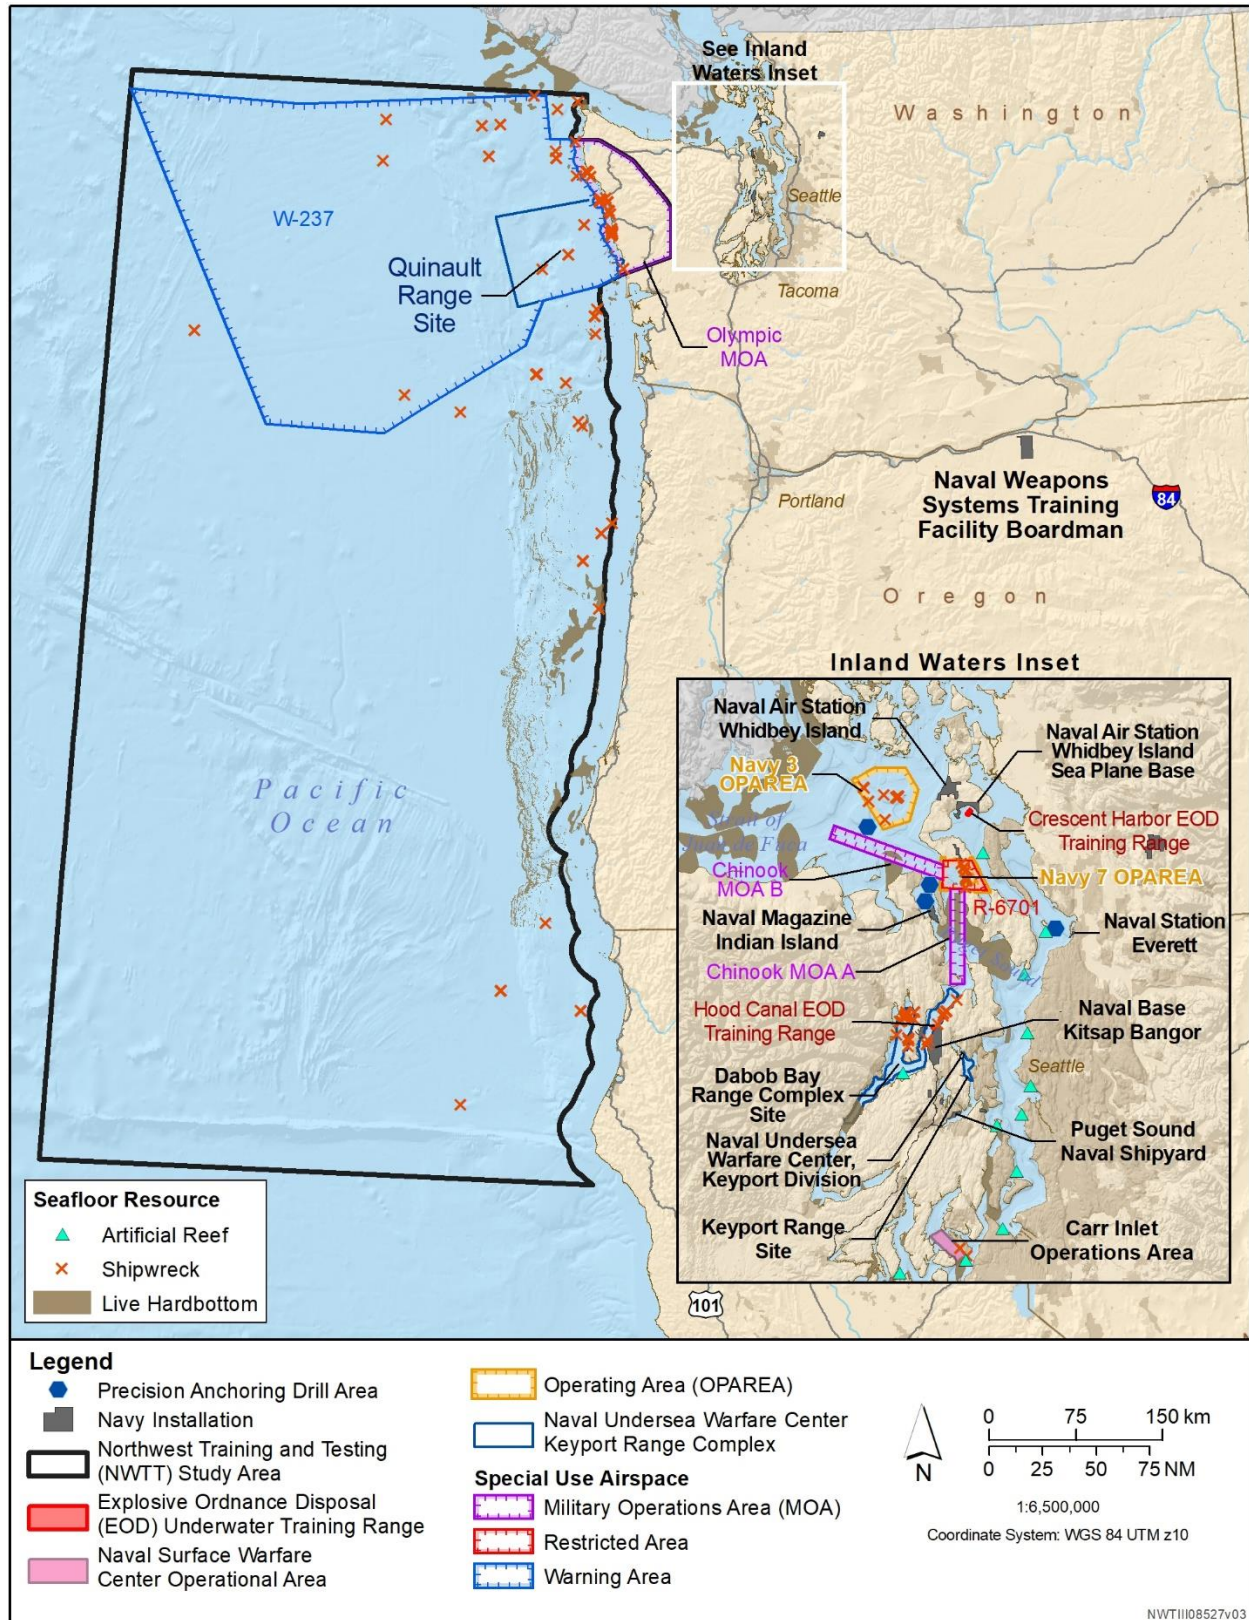 See Inland
Waters Inset
Washington
Seattle
W-237
Quinault
Range
Site
Tacoma
Olympic
MOA
Portland
Naval Weapons
Systems Training
Facility Boardman
84
Oregon
Pacific
Ocean
Inland Waters Inset
Naval Air Station
Whidbey Island
Naval Air Station
Whidbey Island
Sea Plane Base
Navy 3
OPAREA
Strait of
Juan de Fuca
Crescent Harbor EOD
Training Range
Chinook
MOA B
Navy 7 OPAREA
R-6701
Naval Magazine
Indian Island
Naval Station
Everett
Chinook MOA A
Sound
Hood Canal EOD
Training Range
Naval Base
Kitsap Bangor
Seattle
Dabob Bay
Range Complex
Site
Naval Undersea
Warfare Center,
Keyport Division
Puget Sound
Naval Shipyard
Keyport Range
Site
Carr Inlet
Operations Area
101
Seafloor Resource
Artificial Reef
Shipwreck
Live Hardbottom
Legend
Precision Anchoring Drill Area
Navy Installation
Northwest Training and Testing
(NWTT) Study Area
Explosive Ordnance Disposal
(EOD) Underwater Training Range
Naval Surface Warfare
Center Operational Area
Operating Area (OPAREA)
Naval Undersea Warfare Center
Keyport Range Complex
Special Use Airspace
Military Operations Area (MOA)
Restricted Area
Warning Area
N
0 75 150 km
0 25 50 75 NM
1:6,500,000
Coordinate System: WGS 84 UTM z10
NWTIII08527v03